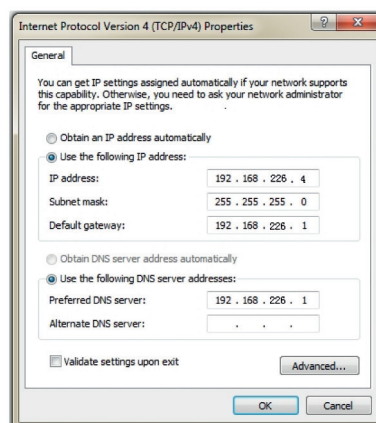 Internet Protocol Version 4 (TCP/IPv4) Properties
General
You can get IP settings assigned automatically if your network supports
this capability. Otherwise, you need to ask your network administrator
for the appropriate IP settings.
Obtain an IP address automatically
Use the following IP address:
IP address: 192 . 168 . 226 . 4
Subnet mask: 255 . 255 . 255 . 0
Default gateway: 192 . 168 . 226 . 1
Obtain DNS server address automatically
Use the following DNS server addresses:
Preferred DNS server: 192 . 168 . 226 . 1
Alternate DNS server: . . .
Validate settings upon exit
Advanced...
OK Cancel